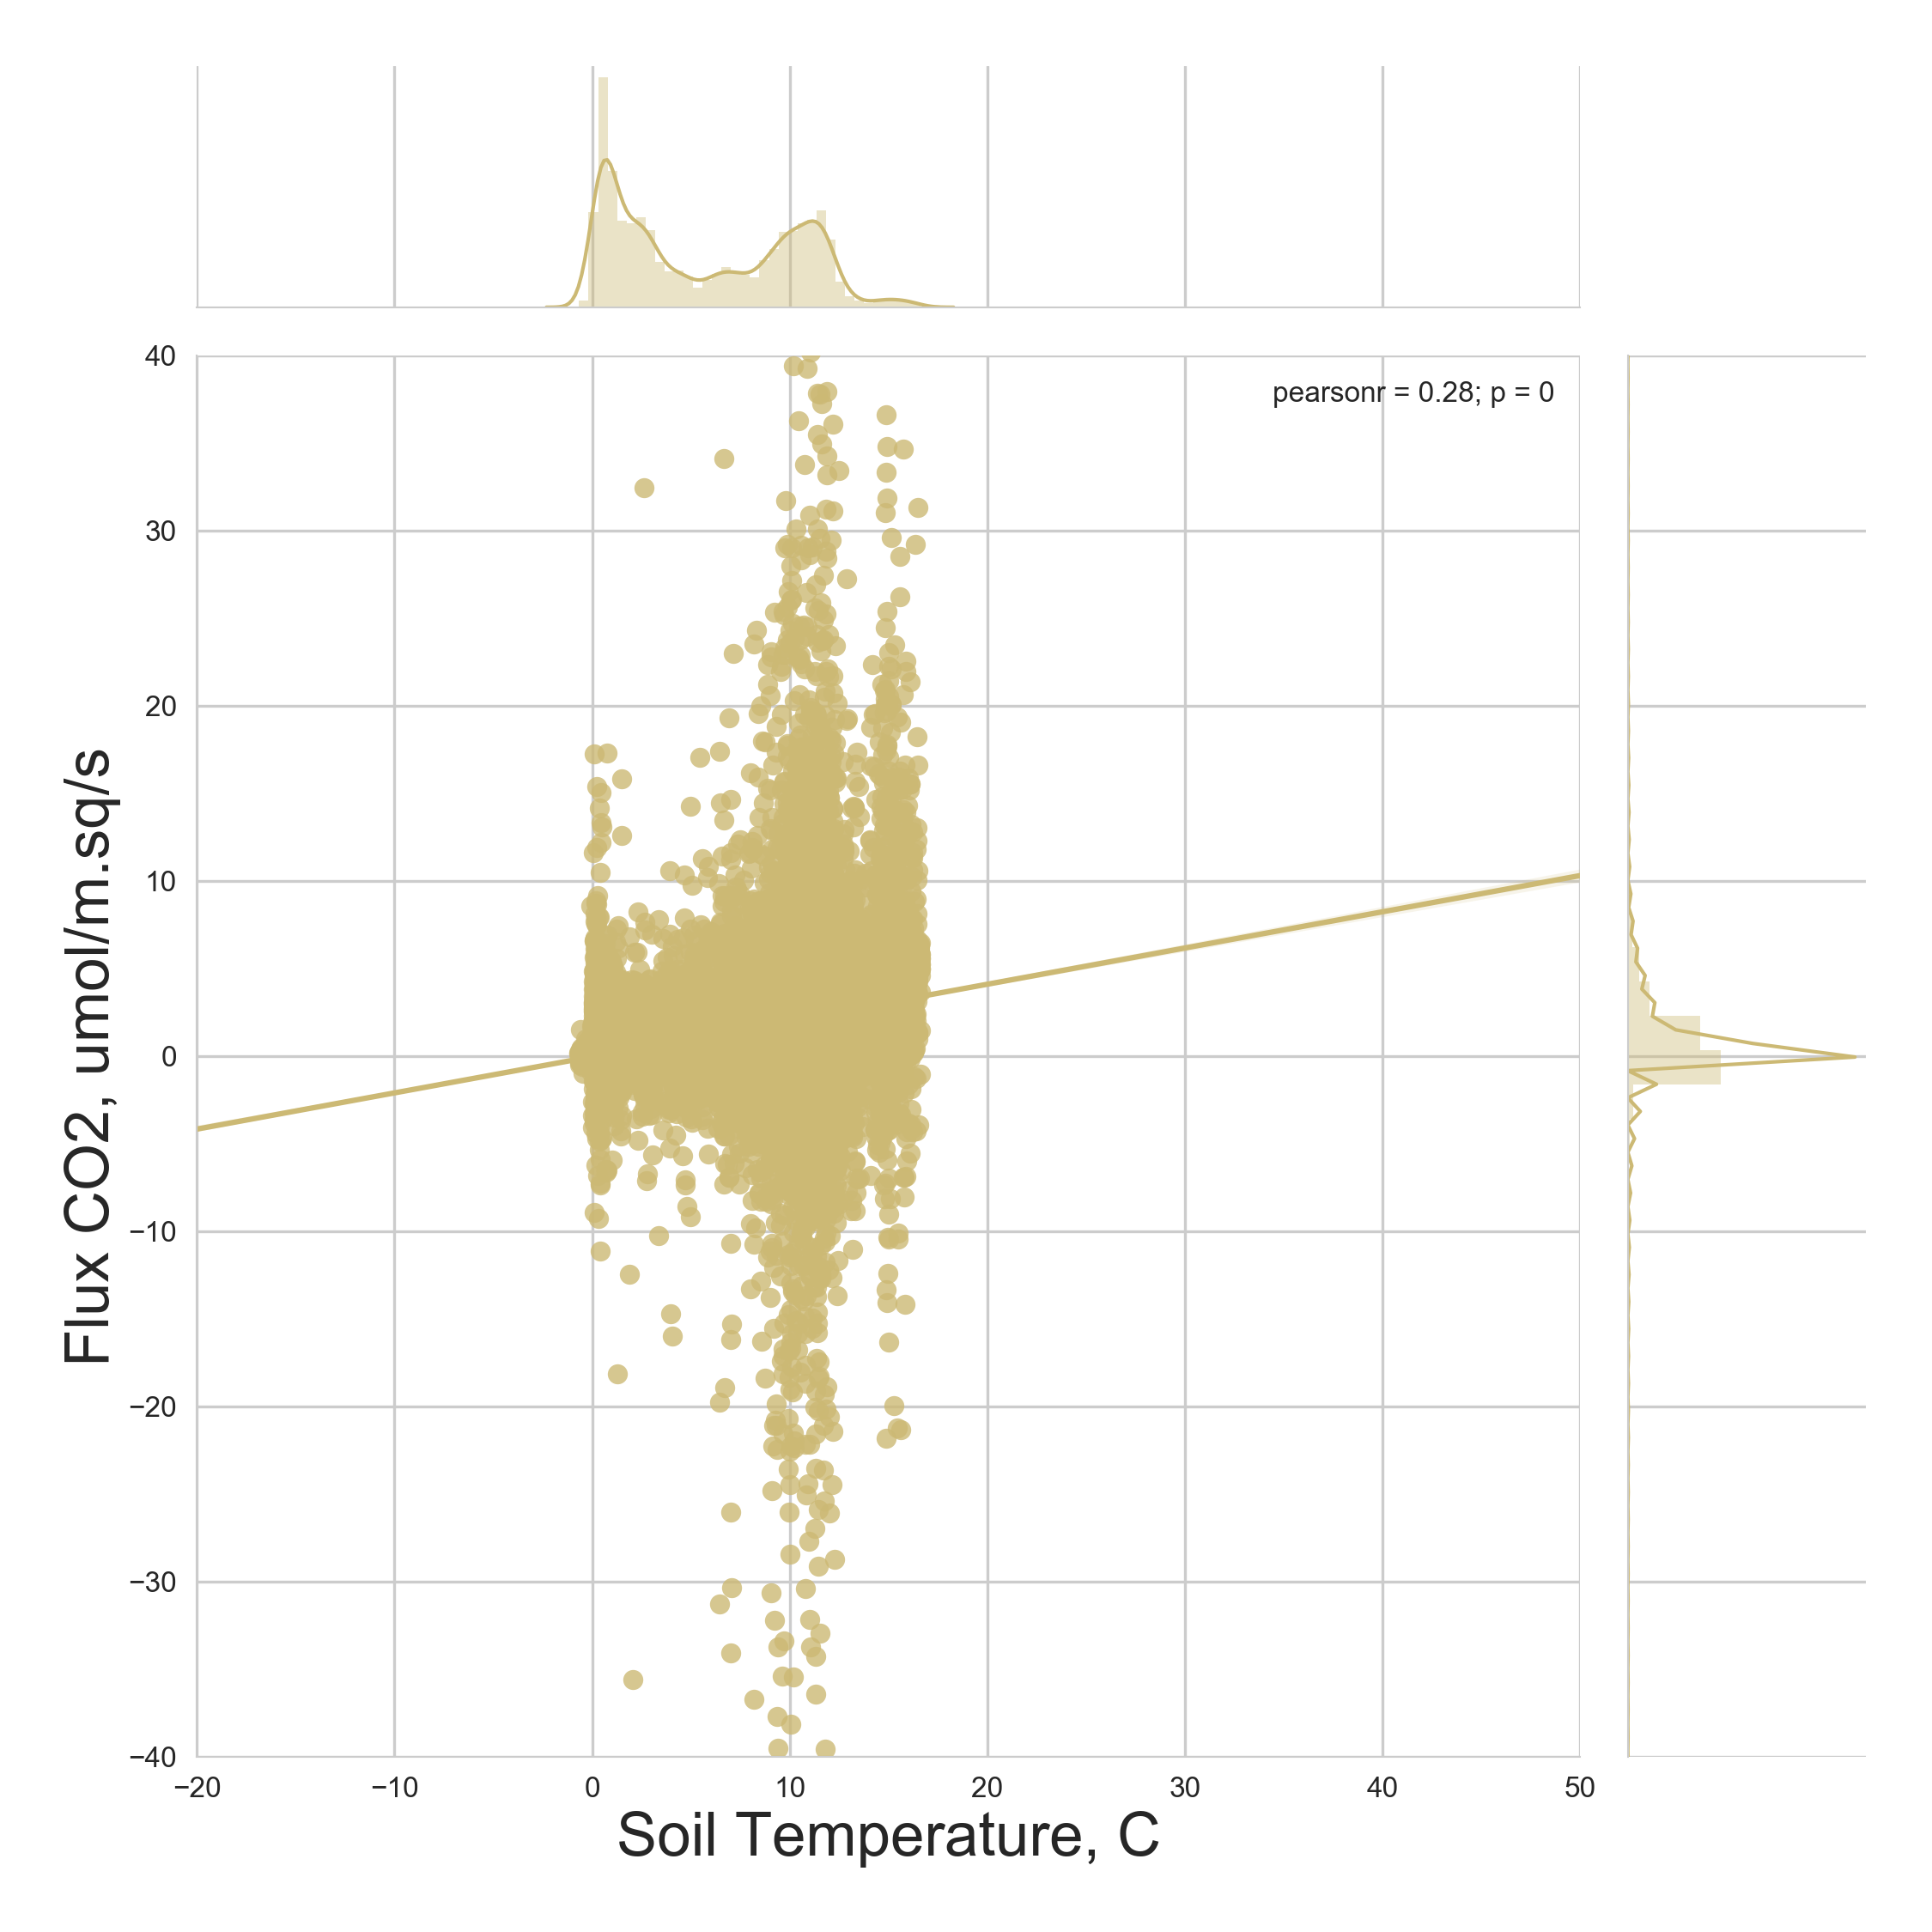 40
pearsonr = 0.28; p = 0
30
20
10
0
−10
−20
−30
−40
Flux CO2, umol/m.sq/s
−20 −10 0 10 20 30 40 50
Soil Temperature, C